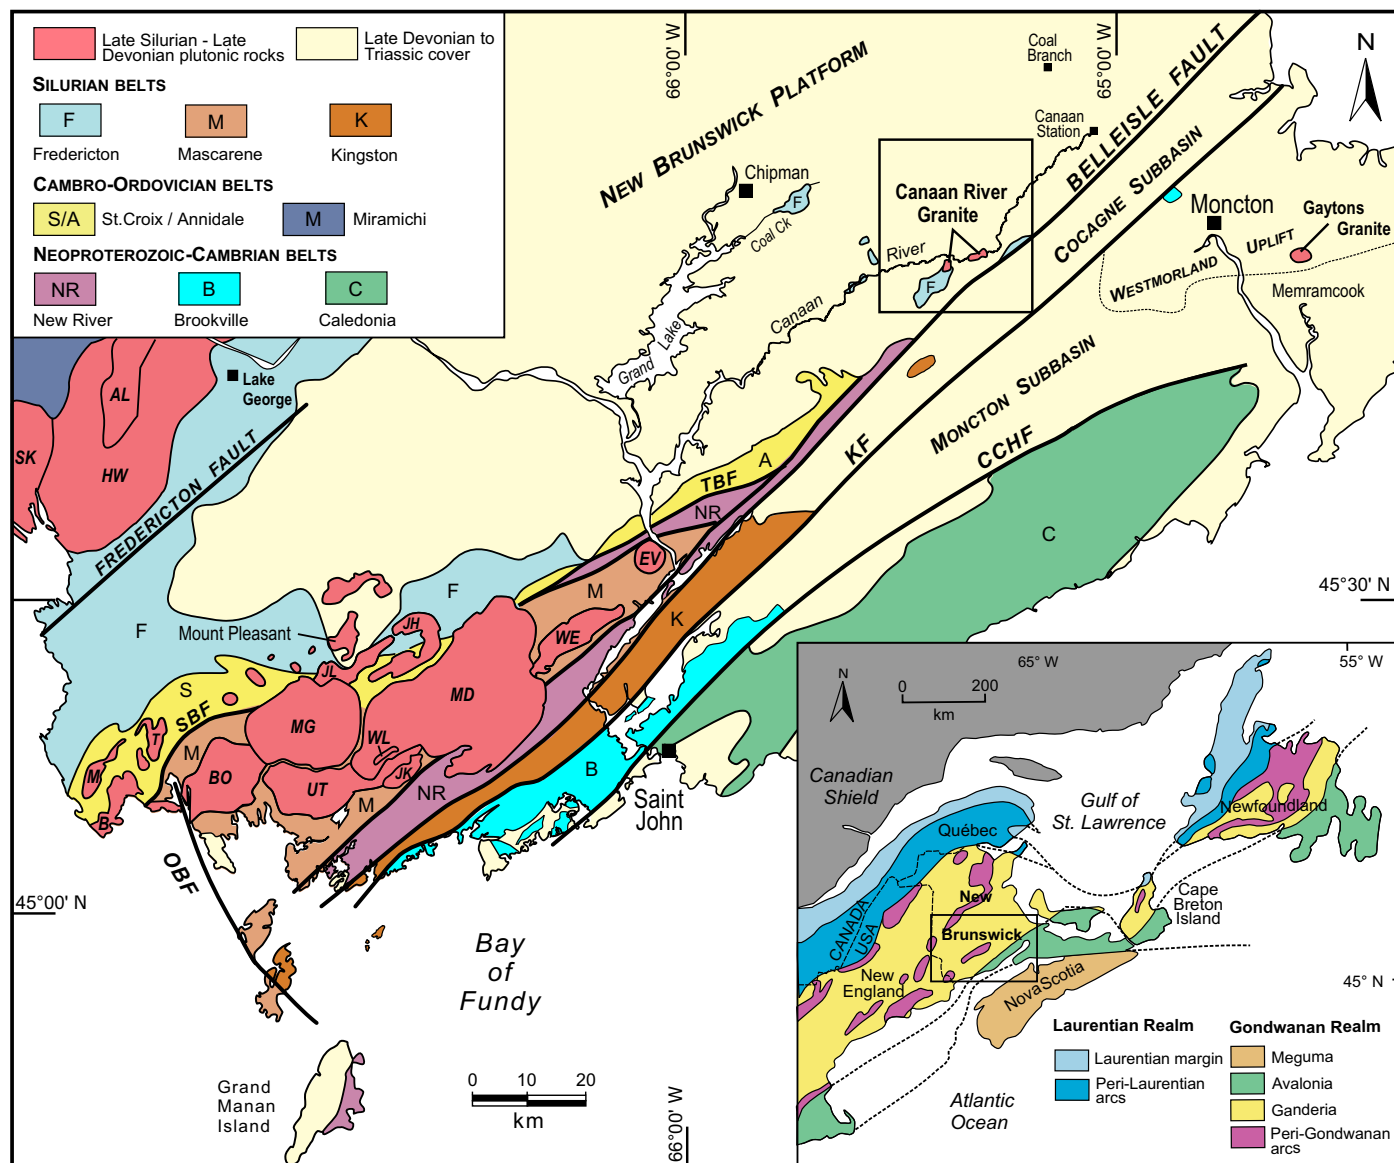 Late Silurian - Late
Devonian plutonic rocks
Late Devonian to
Triassic cover
SILURIAN BELTS
F
M
K
Fredericton
Mascarene
Kingston
CAMBRO-ORDOVICIAN BELTS
S/A
St.Croix / Annidale
M
Miramichi
NEOPROTEROZOIC-CAMBRIAN BELTS
NR
B
C
New River
Brookville
Caledonia
66°00' W
65°00' W
N
Coal
Branch
Canaan
Station
NEW BRUNSWICK PLATFORM
BELLEISLE FAULT
COCAGNE SUBBASIN
Chipman
F
Coal Ck
Canaan River
Granite
River
F
Canaan
Grand Lake
Moncton
Gaytons
Granite
WESTMORLAND UPLIFT
Memramcook
MONCTON SUBBASIN
KF
CCHF
Lake
George
AL
SK
HW
FREDERICTON FAULT
A
TBF
NR
EV
M
F
F
C
45°30' N
Mount Pleasant
JH
WE
K
JL
S
SBF
MD
MG
T
M
M
WL
BO
UT
JK
NR
B
B
M
Saint
John
OBF
45°00' N
Bay
of
Fundy
Grand
Manan
Island
0 10 20
km
66°00' W
65° W
55° W
N
0 200
km
Canadian
Shield
Gulf of
St. Lawrence
Newfoundland
Québec
CANADA
USA
New
Brunswick
Cape
Breton
Island
New
England
Nova Scotia
45° N
Atlantic
Ocean
Laurentian Realm
Laurentian margin
Peri-Laurentian
arcs
Gondwanan Realm
Meguma
Avalonia
Ganderia
Peri-Gondwanan
arcs